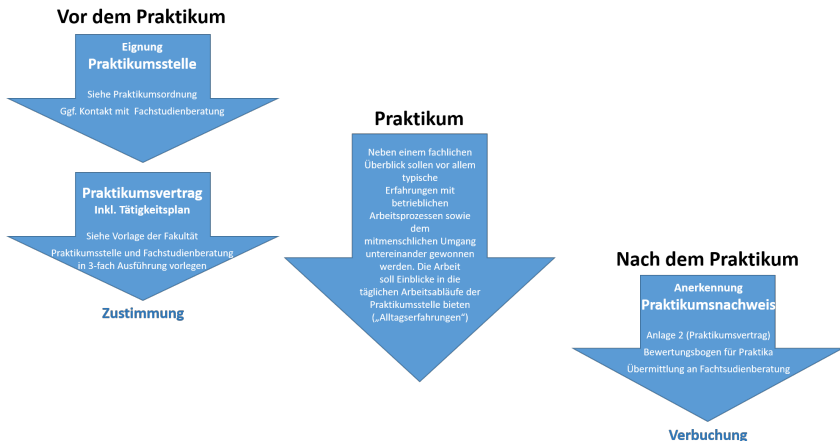 Vor dem Praktikum
Eignung
Praktikumsstelle
Siehe Praktikumsordnung
Ggf. Kontakt mit Fachstudienberatung
Praktikumsvertrag
Inkl. Tätigkeitsplan
Siehe Vorlage der Fakultät
Praktikumsstelle und Fachstudienberatung
in 3-fach Ausführung vorlegen
Zustimmung
Praktikum
Neben einem fachlichen
Überblick sollen vor allem
typische
Erfahrungen mit
betrieblichen
Arbeitsprozessen sowie
dem
mitmenschlichen Umgang
untereinander gewonnen
werden. Die Arbeit
soll Einblicke in die
täglichen Arbeitsabläufe der
Praktikumsstelle bieten
(„Alltagserfahrungen“)
Nach dem Praktikum
Anerkennung
Praktikumsnachweis
Anlage 2 (Praktikumsvertrag)
Bewertungsbogen für Praktika
Übermittlung an Fachtsudienberatung
Verbuchung